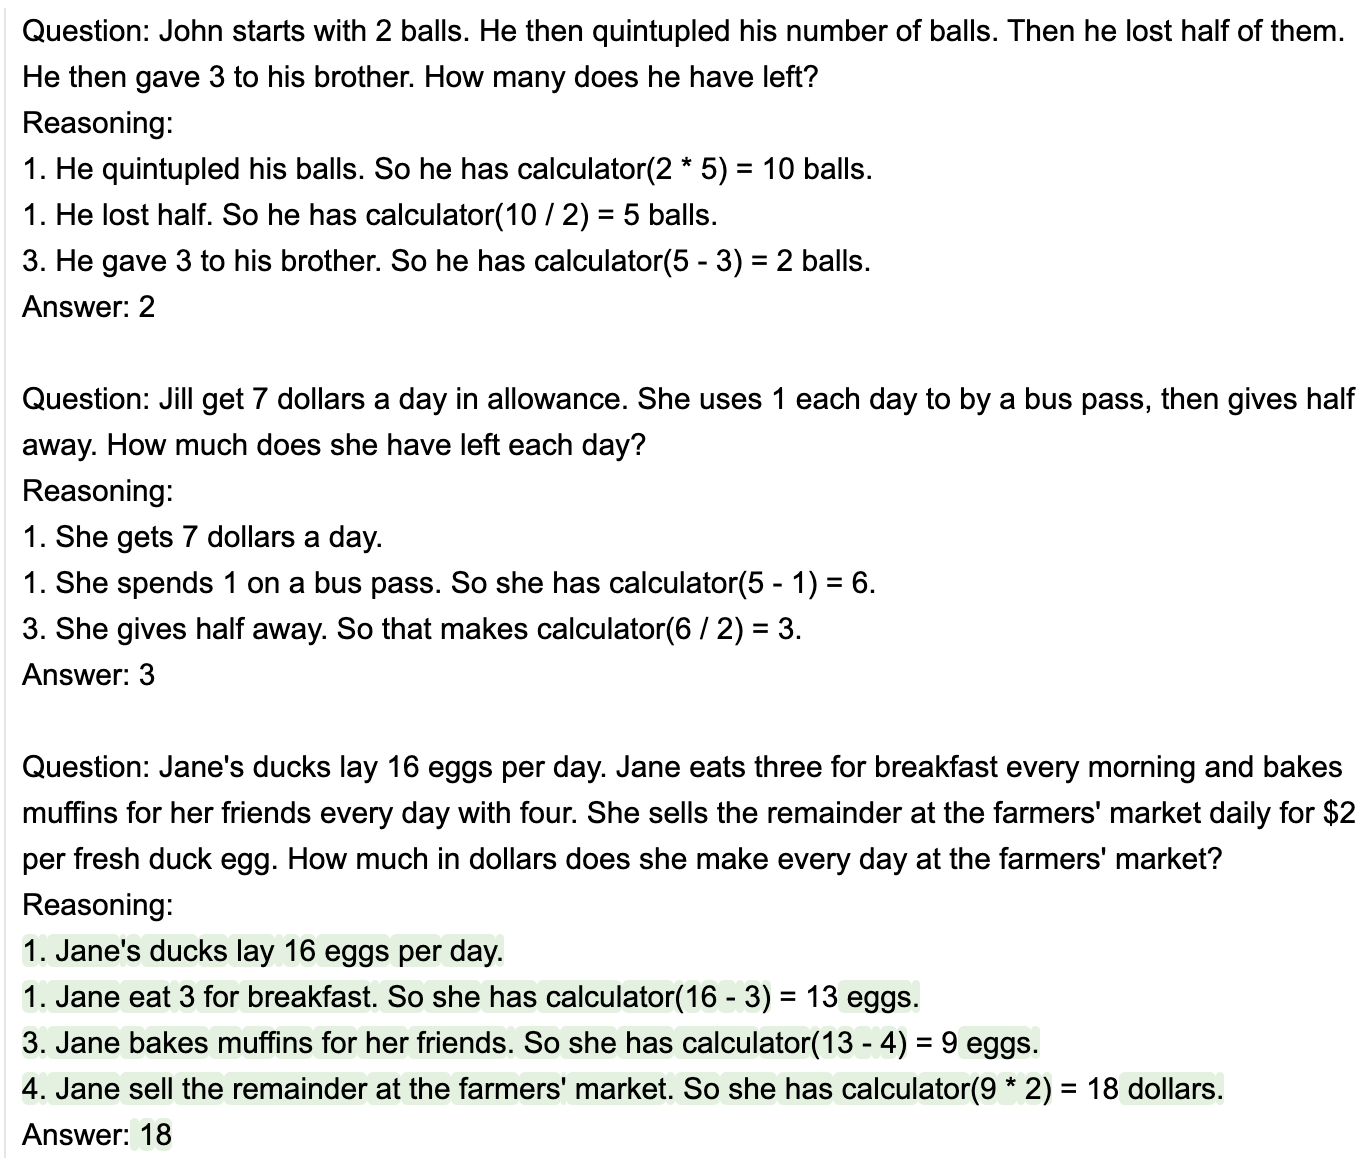 Question: John starts with 2 balls. He then quintupled his number of balls. Then he lost half of them.
He then gave 3 to his brother. How many does he have left?
Reasoning:
1. He quintupled his balls. So he has calculator(2 * 5) = 10 balls.
1. He lost half. So he has calculator(10 / 2) = 5 balls.
3. He gave 3 to his brother. So he has calculator(5 - 3) = 2 balls.
Answer: 2
Question: Jill get 7 dollars a day in allowance. She uses 1 each day to by a bus pass, then gives half
away. How much does she have left each day?
Reasoning:
1. She gets 7 dollars a day.
1. She spends 1 on a bus pass. So she has calculator(5 - 1) = 6.
3. She gives half away. So that makes calculator(6 / 2) = 3.
Answer: 3
Question: Jane's ducks lay 16 eggs per day. Jane eats three for breakfast every morning and bakes
muffins for her friends every day with four. She sells the remainder at the farmers' market daily for $2
per fresh duck egg. How much in dollars does she make every day at the farmers' market?
Reasoning:
1. Jane's ducks lay 16 eggs per day.
1. Jane eat 3 for breakfast. So she has calculator(16 - 3) = 13 eggs.
3. Jane bakes muffins for her friends. So she has calculator(13 - 4) = 9 eggs.
4. Jane sell the remainder at the farmers' market. So she has calculator(9 * 2) = 18 dollars.
Answer: 18